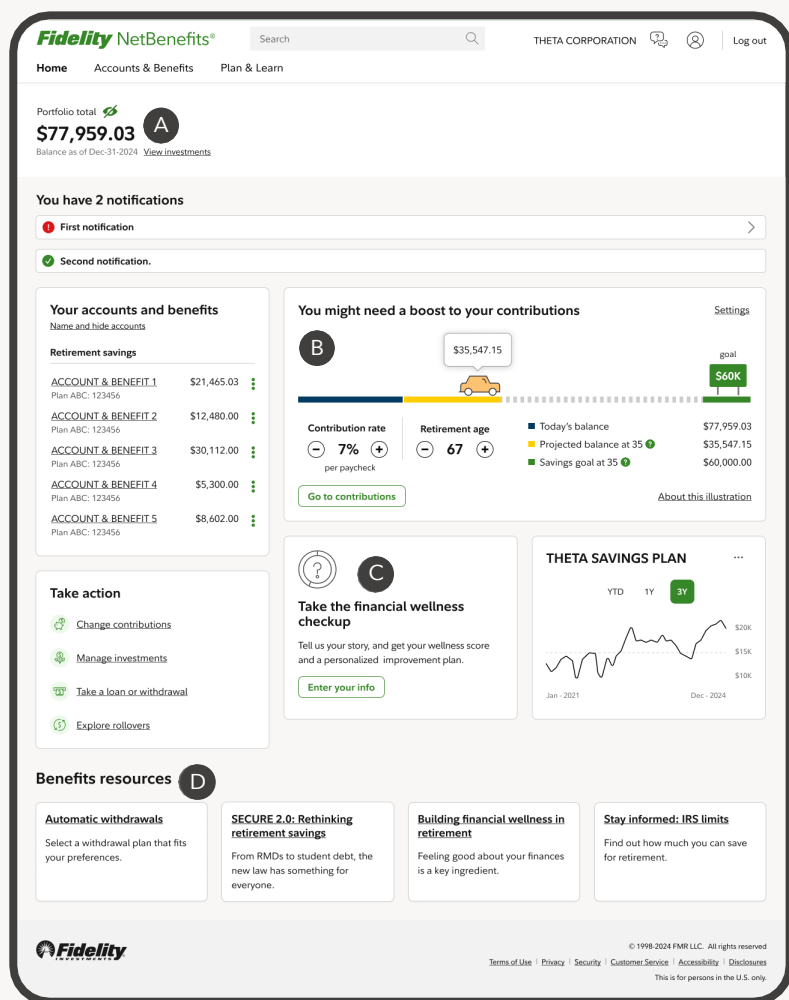 Fidelity NetBenefits®
Search
THETA CORPORATION
Log out
Home Accounts & Benefits Plan & Learn
Portfolio total
$77,959.03
A
Balance as of Dec-31-2024 View investments
You have 2 notifications
! First notification
Second notification.
Your accounts and benefits
Name and hide accounts
Retirement savings
ACCOUNT & BENEFIT 1 $21,465.03
Plan ABC: 123456
ACCOUNT & BENEFIT 2 $12,480.00
Plan ABC: 123456
ACCOUNT & BENEFIT 3 $30,112.00
Plan ABC: 123456
ACCOUNT & BENEFIT 4 $5,300.00
Plan ABC: 123456
ACCOUNT & BENEFIT 5 $8,602.00
Plan ABC: 123456
You might need a boost to your contributions
Settings
B
$35,547.15
goal
$60K
Contribution rate
− 7% +
per paycheck
Retirement age
− 67 +
Today's balance $77,959.03
Projected balance at 35 ? $35,547.15
Savings goal at 35 ? $60,000.00
Go to contributions
About this illustration
Take action
Change contributions
Manage investments
Take a loan or withdrawal
Explore rollovers
?
C
Take the financial wellness
checkup
Tell us your story, and get your wellness score
and a personalized improvement plan.
Enter your info
THETA SAVINGS PLAN ...
YTD 1Y 3Y
$20K
$15K
$10K
Jan - 2021 Dec - 2024
Benefits resources
D
Automatic withdrawals
Select a withdrawal plan that fits
your preferences.
SECURE 2.0: Rethinking
retirement savings
From RMDs to student debt, the
new law has something for
everyone.
Building financial wellness in
retirement
Feeling good about your finances
is a key ingredient.
Stay informed: IRS limits
Find out how much you can save
for retirement.
Fidelity
INVESTMENTS
© 1998-2024 FMR LLC. All rights reserved
Terms of Use | Privacy | Security | Customer Service | Accessibility | Disclosures
This is for persons in the U.S. only.